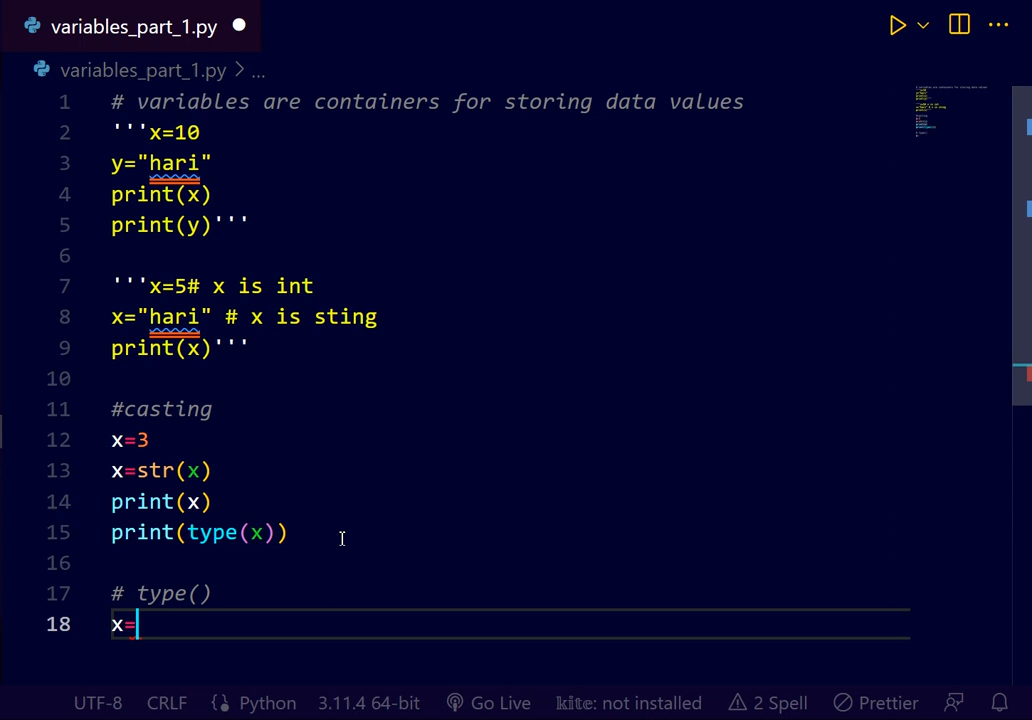 variables_part_1.py
variables_part_1.py > ...
1 # variables are containers for storing data values
2 '''x=10
3 y="hari"
4 print(x)
5 print(y)'''
6
7 '''x=5# x is int
8 x="hari" # x is sting
9 print(x)'''
10
11 #casting
12 x=3
13 x=str(x)
14 print(x)
15 print(type(x))
16
17 # type()
18 x=
UTF-8 CRLF {} Python 3.11.4 64-bit Go Live kite: not installed 2 Spell Prettier